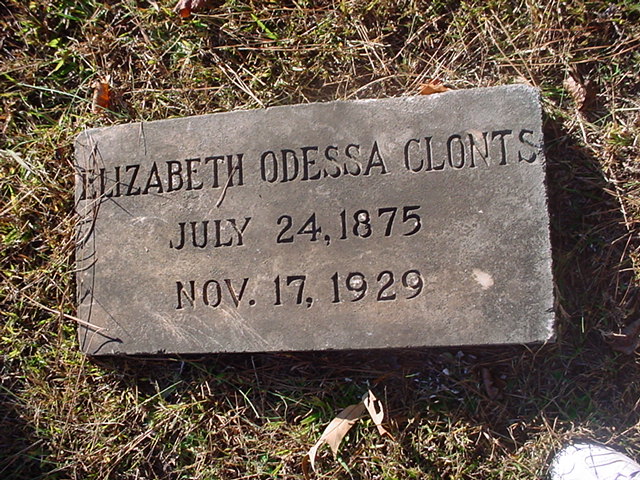 ELIZABETH ODESSA CLONTS
JULY 24, 1875
NOV. 17, 1929